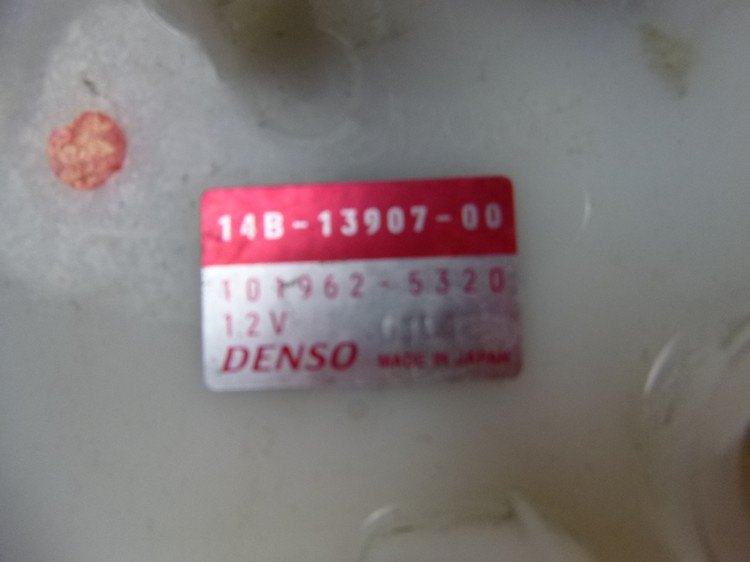 14B-13907-00
101962-5320
12V
DENSO MADE IN JAPAN